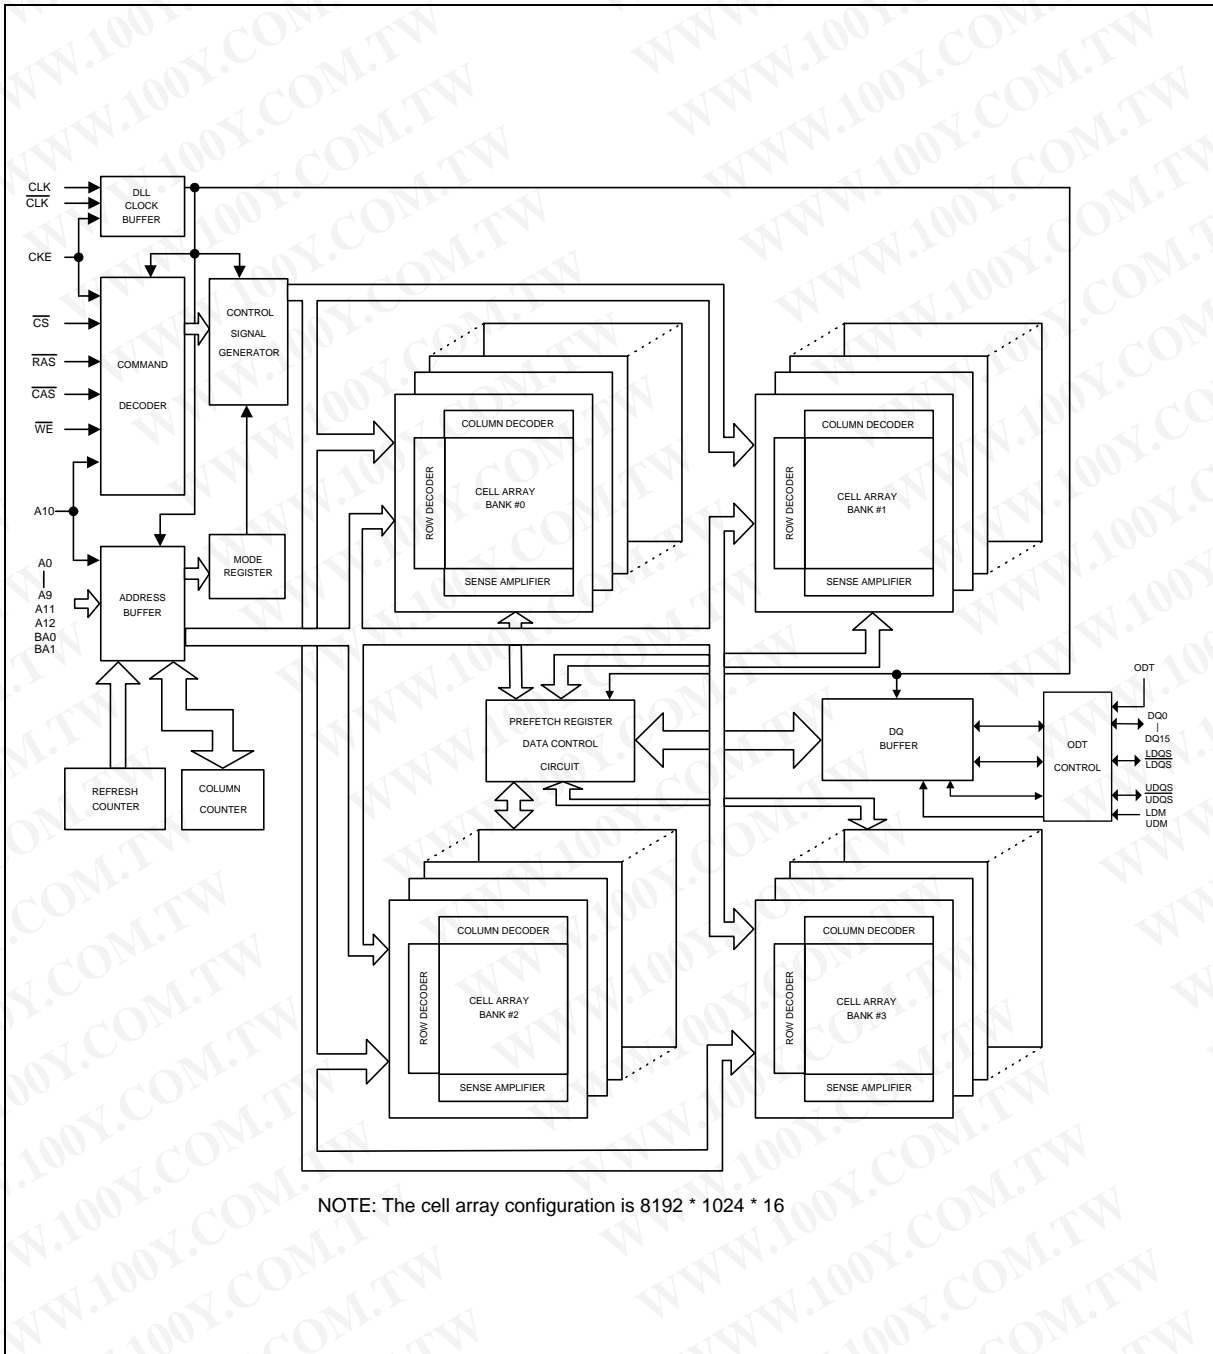 CLK
CLK
CKE
CS
RAS
CAS
WE
A10
A0
A9
A11
A12
BA0
BA1
DLL
CLOCK
BUFFER
COMMAND
DECODER
CONTROL
SIGNAL
GENERATOR
MODE
REGISTER
ADDRESS
BUFFER
REFRESH
COUNTER
COLUMN
COUNTER
COLUMN DECODER
ROW DECODER
CELL ARRAY
BANK #0
SENSE AMPLIFIER
COLUMN DECODER
ROW DECODER
CELL ARRAY
BANK #1
SENSE AMPLIFIER
PREFETCH REGISTER
DATA CONTROL
CIRCUIT
DQ
BUFFER
ODT
CONTROL
ODT
DQ0
DQ15
LDQS
LDQS
UDQS
UDQS
LDM
UDM
COLUMN DECODER
ROW DECODER
CELL ARRAY
BANK #2
SENSE AMPLIFIER
COLUMN DECODER
ROW DECODER
CELL ARRAY
BANK #3
SENSE AMPLIFIER
NOTE: The cell array configuration is 8192 * 1024 * 16
WWW.100Y.COM.TW